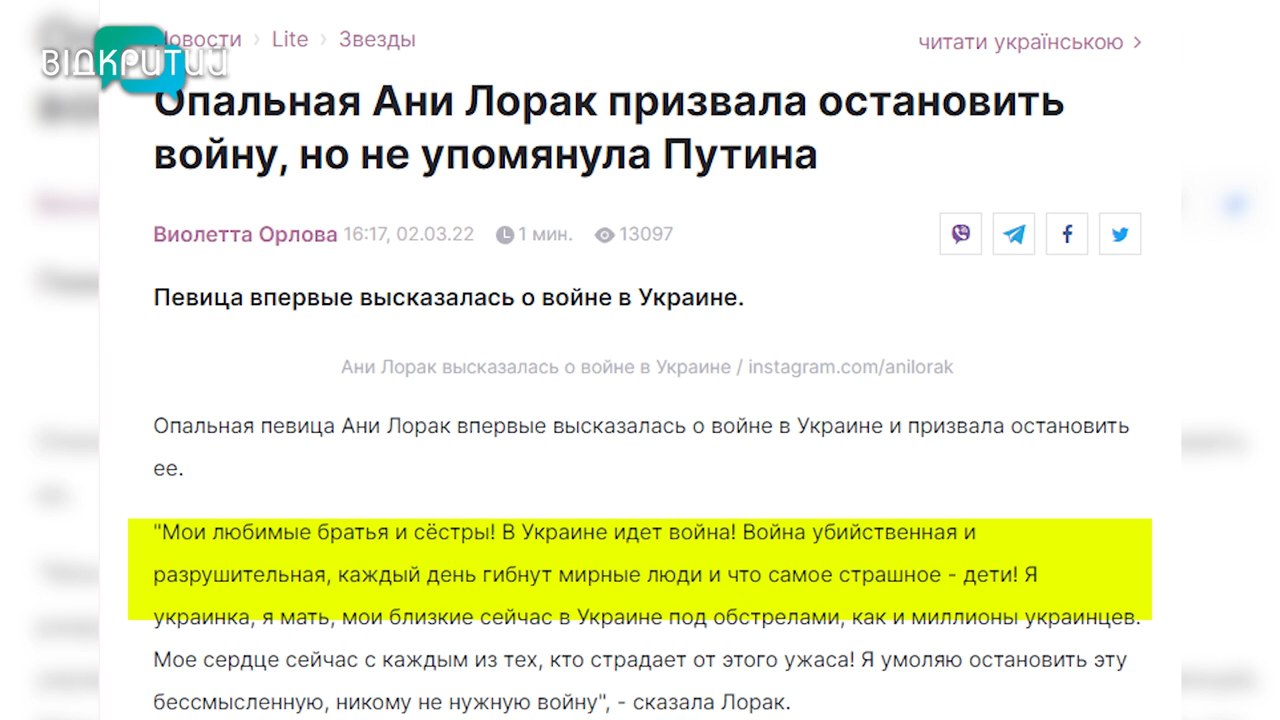 ВІДКРИТИЙ
Новости › Lite › Звезды
читати українською ›
Опальная Ани Лорак призвала остановить
войну, но не упомянула Путина
Виолетта Орлова 16:17, 02.03.22 1 мин. 13097
Певица впервые высказалась о войне в Украине.
Ани Лорак высказалась о войне в Украине / instagram.com/anilorak
Опальная певица Ани Лорак впервые высказалась о войне в Украине и призвала остановить
ее.
"Мои любимые братья и сёстры! В Украине идет война! Война убийственная и
разрушительная, каждый день гибнут мирные люди и что самое страшное - дети! Я
украинка, я мать, мои близкие сейчас в Украине под обстрелами, как и миллионы украинцев.
Мое сердце сейчас с каждым из тех, кто страдает от этого ужаса! Я умоляю остановить эту
бессмысленную, никому не нужную войну", - сказала Лорак.